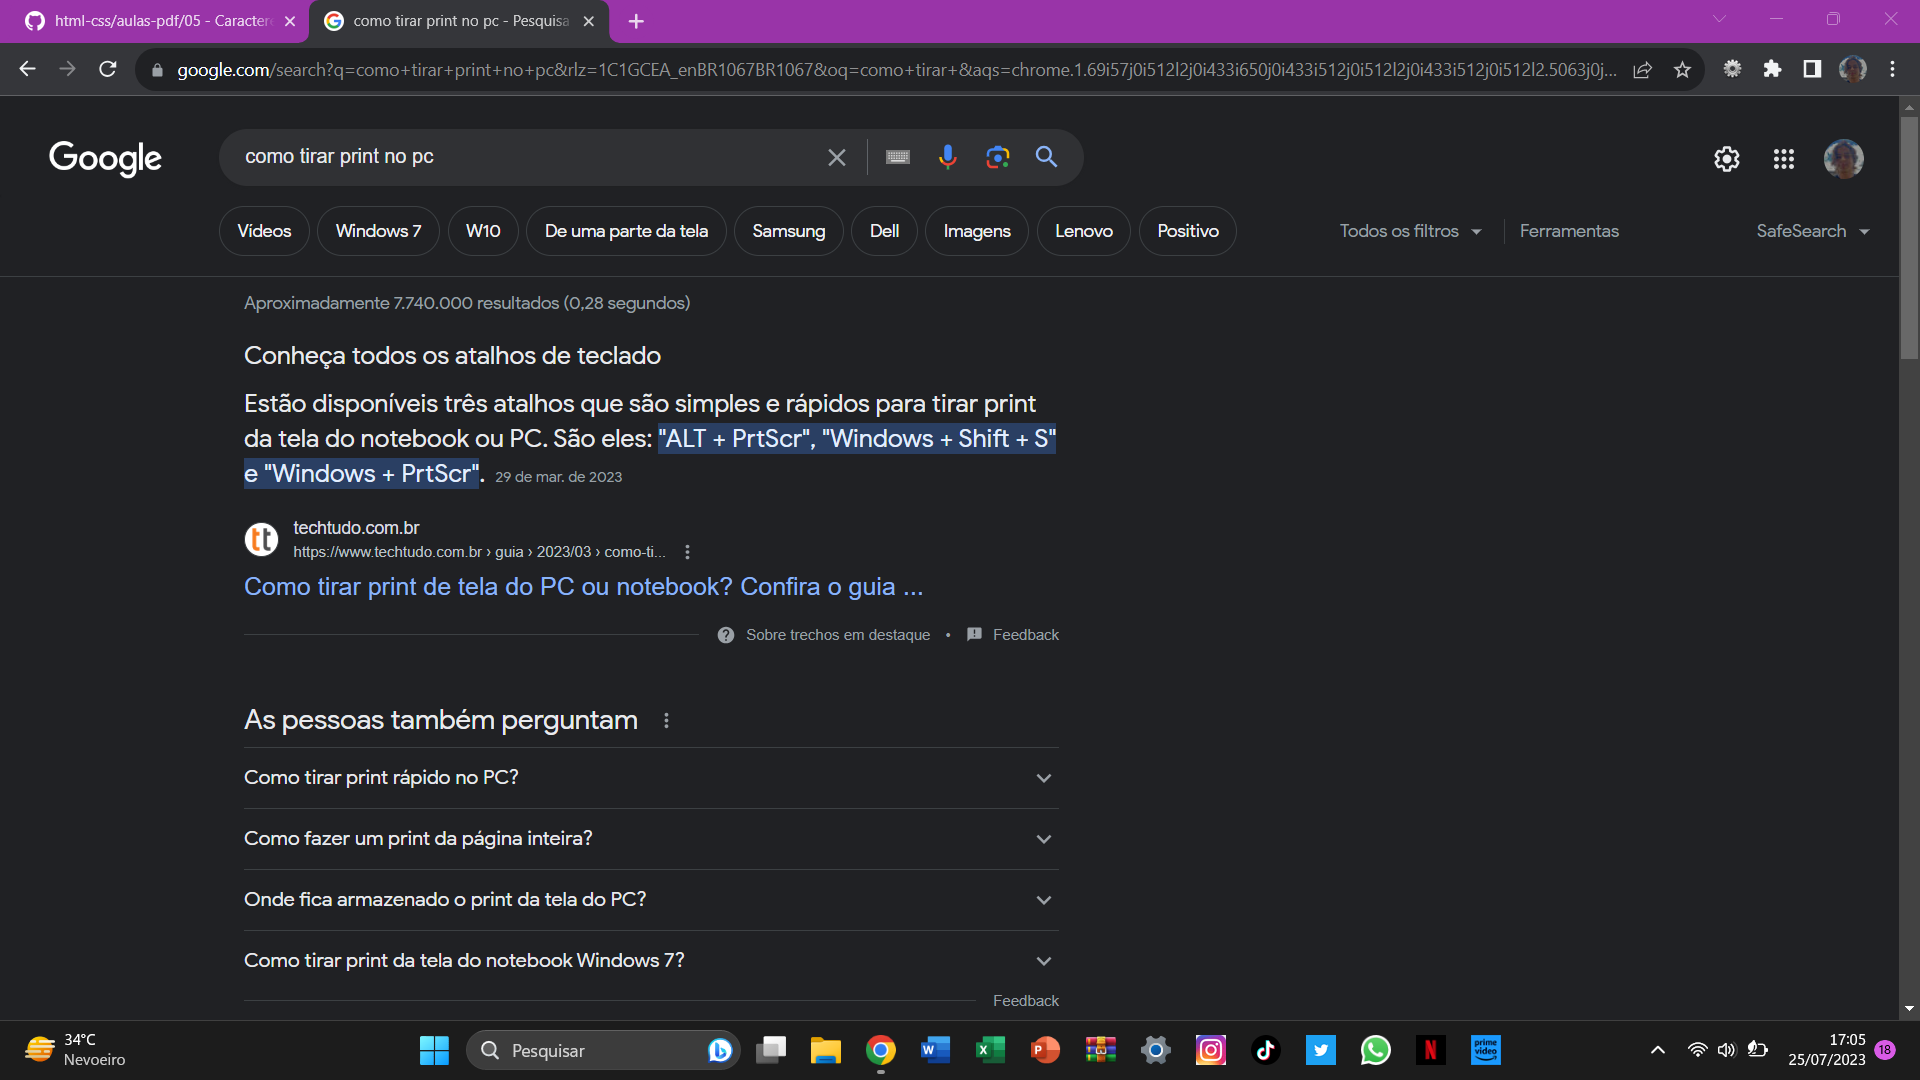 html-css/aulas-pdf/05 - Caractere
como tirar print no pc - Pesquisa
google.com/search?q=como+tirar+print+no+pc&rlz=1C1GCEA_enBR1067BR1067&oq=como+tirar+&aqs=chrome.1.69i57j0i512l2j0i433i650j0i433i512j0i512l2j0i433i512j0i512l2.5063j0j...
Google
como tirar print no pc
Vídeos
Windows 7
W10
De uma parte da tela
Samsung
Dell
Imagens
Lenovo
Positivo
Todos os filtros
Ferramentas
SafeSearch
Aproximadamente 7.740.000 resultados (0,28 segundos)
Conheça todos os atalhos de teclado
Estão disponíveis três atalhos que são simples e rápidos para tirar print
da tela do notebook ou PC. São eles: "ALT + PrtScr", "Windows + Shift + S"
e "Windows + PrtScr". 29 de mar. de 2023
tt
techtudo.com.br
https://www.techtudo.com.br › guia › 2023/03 › como-ti...
Como tirar print de tela do PC ou notebook? Confira o guia ...
Sobre trechos em destaque • Feedback
As pessoas também perguntam
Como tirar print rápido no PC?
Como fazer um print da página inteira?
Onde fica armazenado o print da tela do PC?
Como tirar print da tela do notebook Windows 7?
Feedback
34°C
Nevoeiro
Pesquisar
W
X
P
N
prime
video
17:05
25/07/2023
18